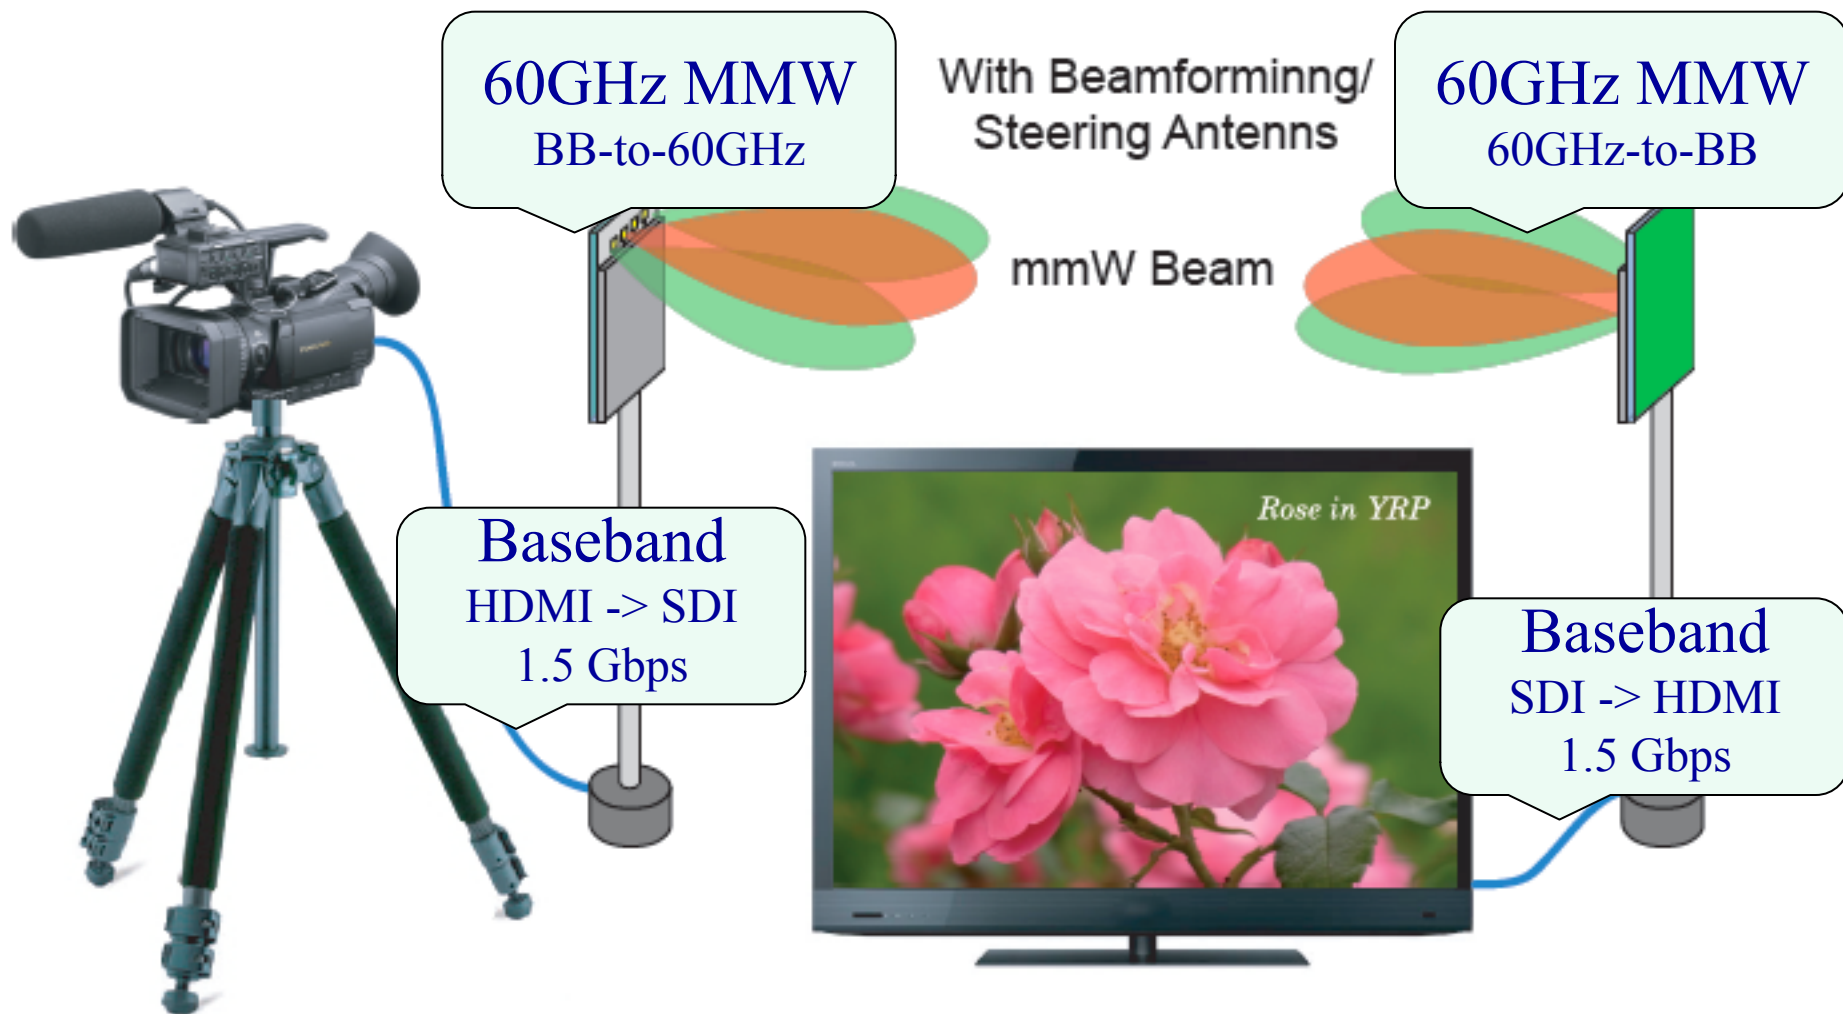 60GHz MMW
BB-to-60GHz
With Beamforminng/
Steering Antenns
60GHz MMW
60GHz-to-BB
mmW Beam
Rose in YRP
Baseband
HDMI -> SDI
1.5 Gbps
Baseband
SDI -> HDMI
1.5 Gbps